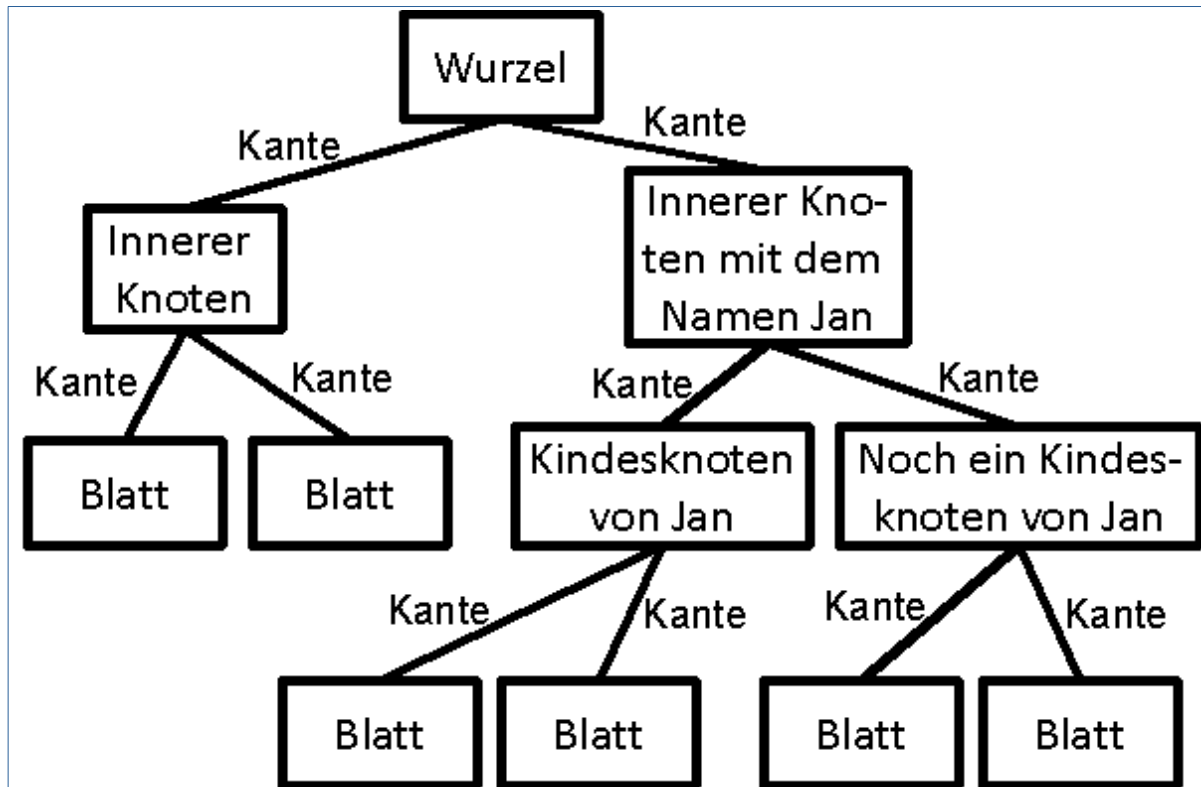 Wurzel
Kante
Kante
Innerer
Knoten
Innerer Kno-
ten mit dem
Namen Jan
Kante
Kante
Kante
Kante
Blatt
Blatt
Kindesknoten
von Jan
Noch ein Kindes-
knoten von Jan
Kante
Kante
Kante
Kante
Blatt
Blatt
Blatt
Blatt